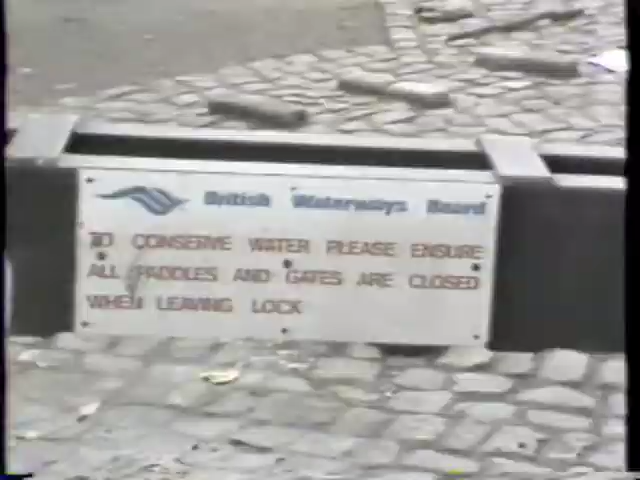 British Waterways Board
TO CONSERVE WATER PLEASE ENSURE
ALL PADDLES AND GATES ARE CLOSED
WHEN LEAVING LOCK